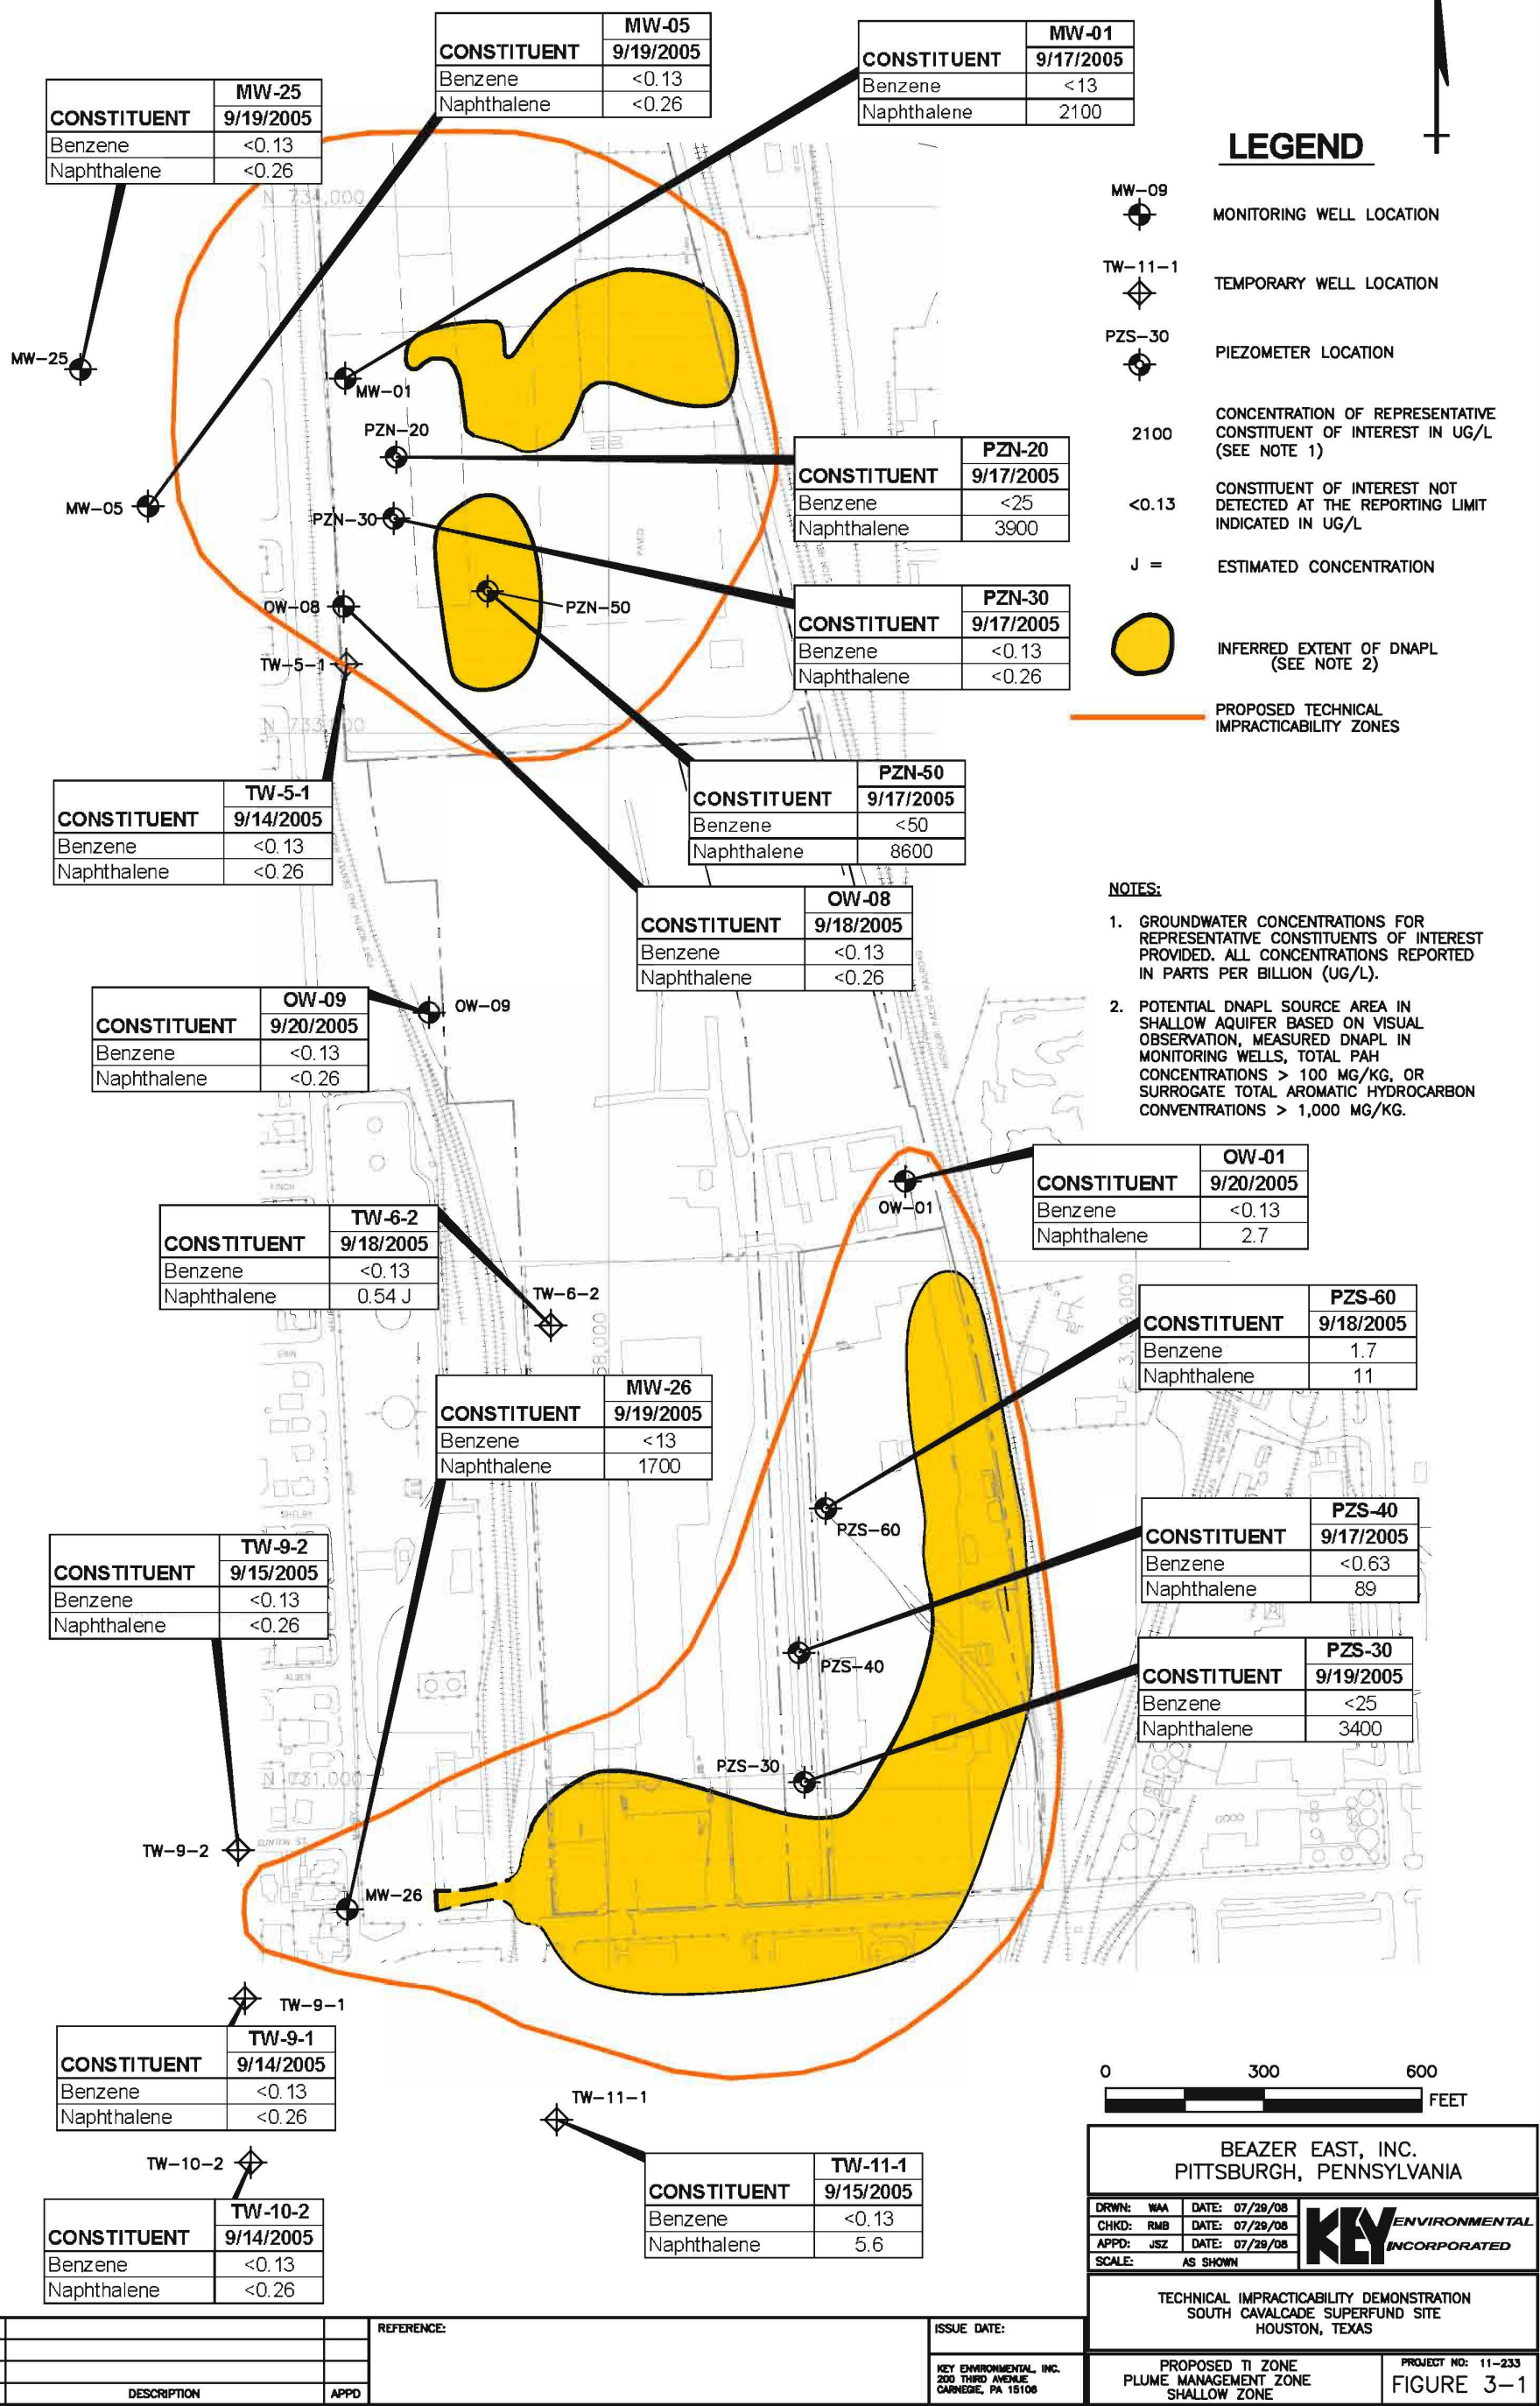 MW-05
CONSTITUENT 9/19/2005
Benzene <0.13
Naphthalene <0.26
MW-01
CONSTITUENT 9/17/2005
Benzene <13
Naphthalene 2100
MW-25
CONSTITUENT 9/19/2005
Benzene <0.13
Naphthalene <0.26
LEGEND
MW-09
MONITORING WELL LOCATION
TW-11-1
TEMPORARY WELL LOCATION
PZS-30
PIEZOMETER LOCATION
2100
CONCENTRATION OF REPRESENTATIVE
CONSTITUENT OF INTEREST IN UG/L
(SEE NOTE 1)
<0.13
CONSTITUENT OF INTEREST NOT
DETECTED AT THE REPORTING LIMIT
INDICATED IN UG/L
J =
ESTIMATED CONCENTRATION
INFERRED EXTENT OF DNAPL
(SEE NOTE 2)
PROPOSED TECHNICAL
IMPRACTICABILITY ZONES
MW-25
MW-01
PZN-20
MW-05
PZN-30
OW-08
PZN-50
TW-5-1
PAVED
PZN-20
CONSTITUENT 9/17/2005
Benzene <25
Naphthalene 3900
PZN-30
CONSTITUENT 9/17/2005
Benzene <0.13
Naphthalene <0.26
TW-5-1
CONSTITUENT 9/14/2005
Benzene <0.13
Naphthalene <0.26
PZN-50
CONSTITUENT 9/17/2005
Benzene <50
Naphthalene 8600
OW-08
CONSTITUENT 9/18/2005
Benzene <0.13
Naphthalene <0.26
NOTES:
1. GROUNDWATER CONCENTRATIONS FOR
REPRESENTATIVE CONSTITUENTS OF INTEREST
PROVIDED. ALL CONCENTRATIONS REPORTED
IN PARTS PER BILLION (UG/L).
2. POTENTIAL DNAPL SOURCE AREA IN
SHALLOW AQUIFER BASED ON VISUAL
OBSERVATION, MEASURED DNAPL IN
MONITORING WELLS, TOTAL PAH
CONCENTRATIONS > 100 MG/KG, OR
SURROGATE TOTAL AROMATIC HYDROCARBON
CONVENTRATIONS > 1,000 MG/KG.
OW-09
CONSTITUENT 9/20/2005
Benzene <0.13
Naphthalene <0.26
OW-09
FINCH
OW-01
CONSTITUENT 9/20/2005
Benzene <0.13
Naphthalene 2.7
OW-01
TW-6-2
CONSTITUENT 9/18/2005
Benzene <0.13
Naphthalene 0.54 J
TW-6-2
PZS-60
CONSTITUENT 9/18/2005
Benzene 1.7
Naphthalene 11
MW-26
CONSTITUENT 9/19/2005
Benzene <13
Naphthalene 1700
PZS-60
PZS-40
CONSTITUENT 9/17/2005
Benzene <0.63
Naphthalene 89
TW-9-2
CONSTITUENT 9/15/2005
Benzene <0.13
Naphthalene <0.26
PZS-40
PZS-30
CONSTITUENT 9/19/2005
Benzene <25
Naphthalene 3400
PZS-30
N 731,000
TW-9-2
MW-26
TW-9-1
TW-9-1
CONSTITUENT 9/14/2005
Benzene <0.13
Naphthalene <0.26
TW-11-1
TW-10-2
TW-10-2
CONSTITUENT 9/14/2005
Benzene <0.13
Naphthalene <0.26
TW-11-1
CONSTITUENT 9/15/2005
Benzene <0.13
Naphthalene 5.6
0 300 600
FEET
BEAZER EAST, INC.
PITTSBURGH, PENNSYLVANIA
DRWN: WAA DATE: 07/29/08
CHKD: RMB DATE: 07/29/08
APPD: JSZ DATE: 07/29/08
SCALE: AS SHOWN
KEY ENVIRONMENTAL
INCORPORATED
TECHNICAL IMPRACTICABILITY DEMONSTRATION
SOUTH CAVALCADE SUPERFUND SITE
HOUSTON, TEXAS
PROPOSED TI ZONE
PLUME MANAGEMENT ZONE
SHALLOW ZONE
PROJECT NO: 11-233
FIGURE 3-1
REFERENCE:
ISSUE DATE:
KEY ENVIRONMENTAL, INC.
200 THIRD AVENUE
CARNEGIE, PA 15106
DESCRIPTION APPD